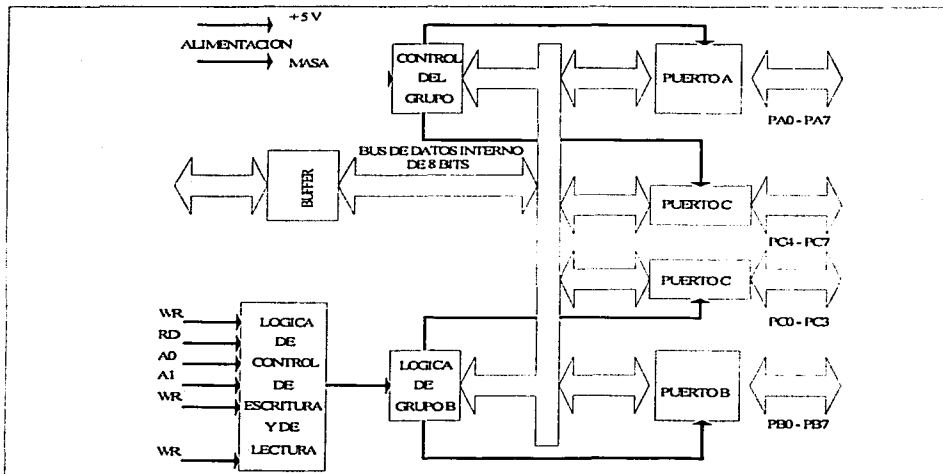 +5 V
ALIMENTACION
MASA
CONTROL
DEL
GRUPO
PUERTO A
PA0 - PA7
BUS DE DATOS INTERNO
DE 8 BITS
BUFFER
PUERTO C
PC4 - PC7
PUERTO C
PC0 - PC3
WR
RD
A0
A1
WR
WR
LOGICA
DE
CONTROL
DE
ESCRITURA
Y DE
LECTURA
LOGICA
DE
GRUPO B
PUERTO B
PB0 - PB7